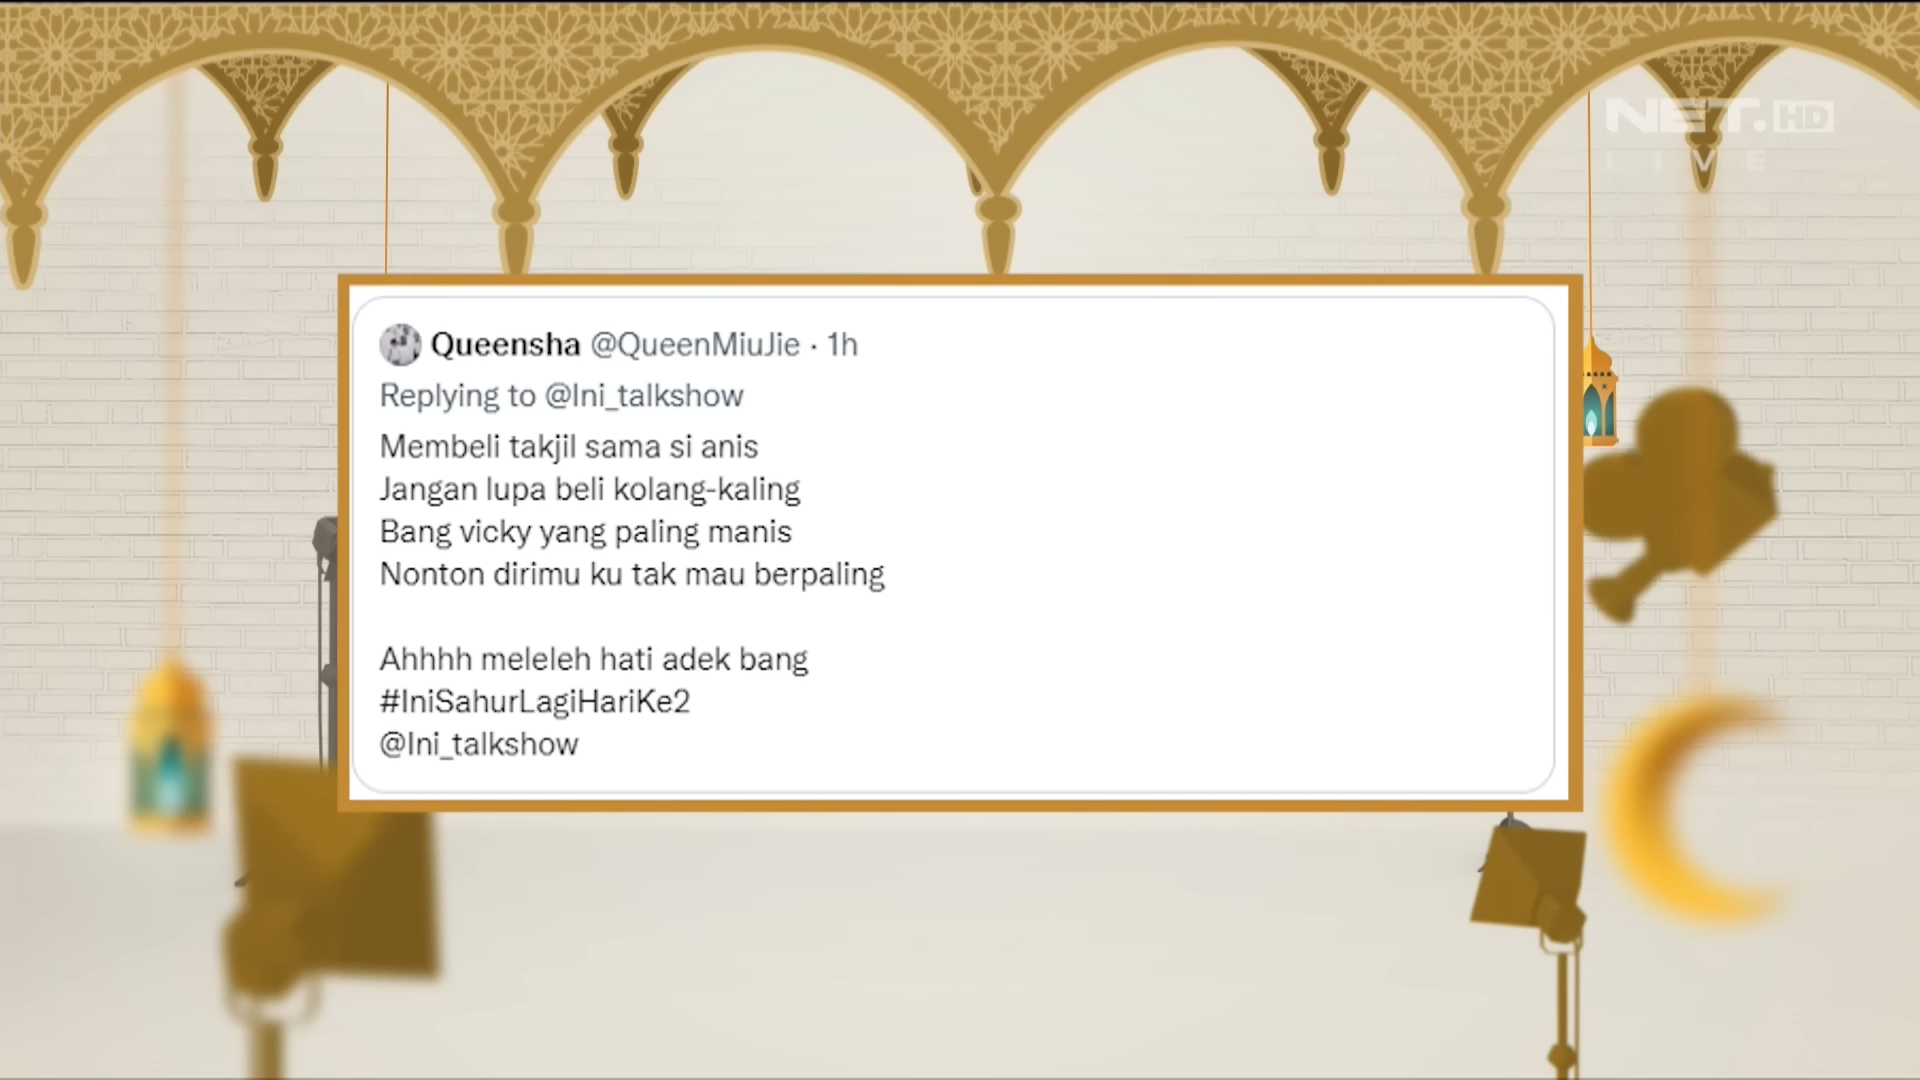 NET. HD
LIVE
Queensha @QueenMiuJie · 1h
Replying to @Ini_talkshow
Membeli takjil sama si anis
Jangan lupa beli kolang-kaling
Bang vicky yang paling manis
Nonton dirimu ku tak mau berpaling
Ahhhh meleleh hati adek bang
#IniSahurLagiHariKe2
@Ini_talkshow